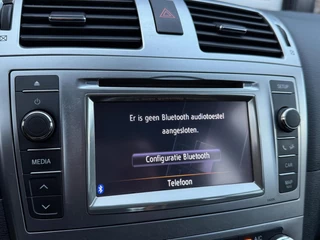 SETUP
MEDIA
CAR
Er is geen Bluetooth audiotoestel
aangesloten.
Configuratie Bluetooth
Telefoon